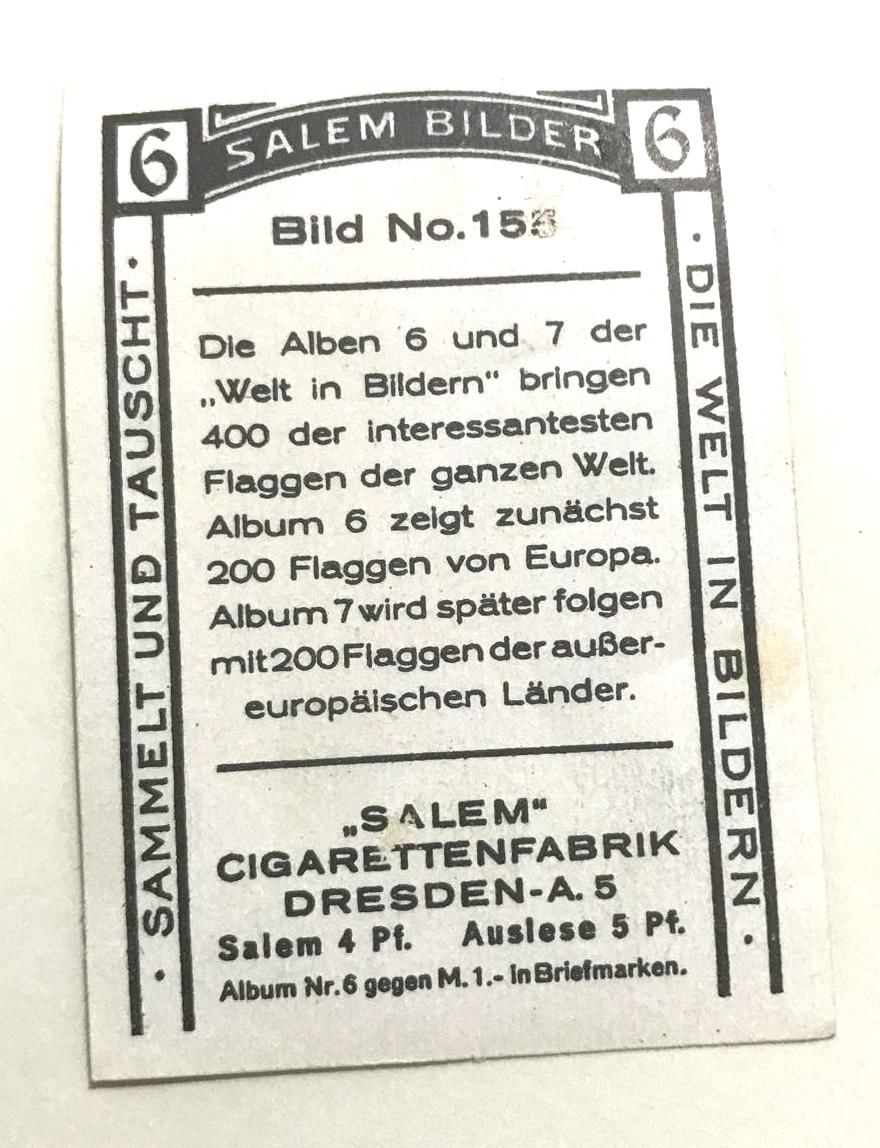 6 SALEM BILDER 6
Bild No.
Die Alben 6 und 7 der
„Welt in Bildern“ bringen
400 der interessantesten
Flaggen der ganzen Welt.
Album 6 zeigt zunächst
200 Flaggen von Europa.
Album 7 wird später folgen
mit 200 Flaggen der außer-
europäischen Länder.
„SALEM“
CIGARETTENFABRIK
DRESDEN-A. 5
Salem 4 Pf. Auslese 5 Pf.
Album Nr. 6 gegen M. 1.- in Briefmarken.
· SAMMELT UND TAUSCHT ·
· DIE WELT IN BILDERN ·